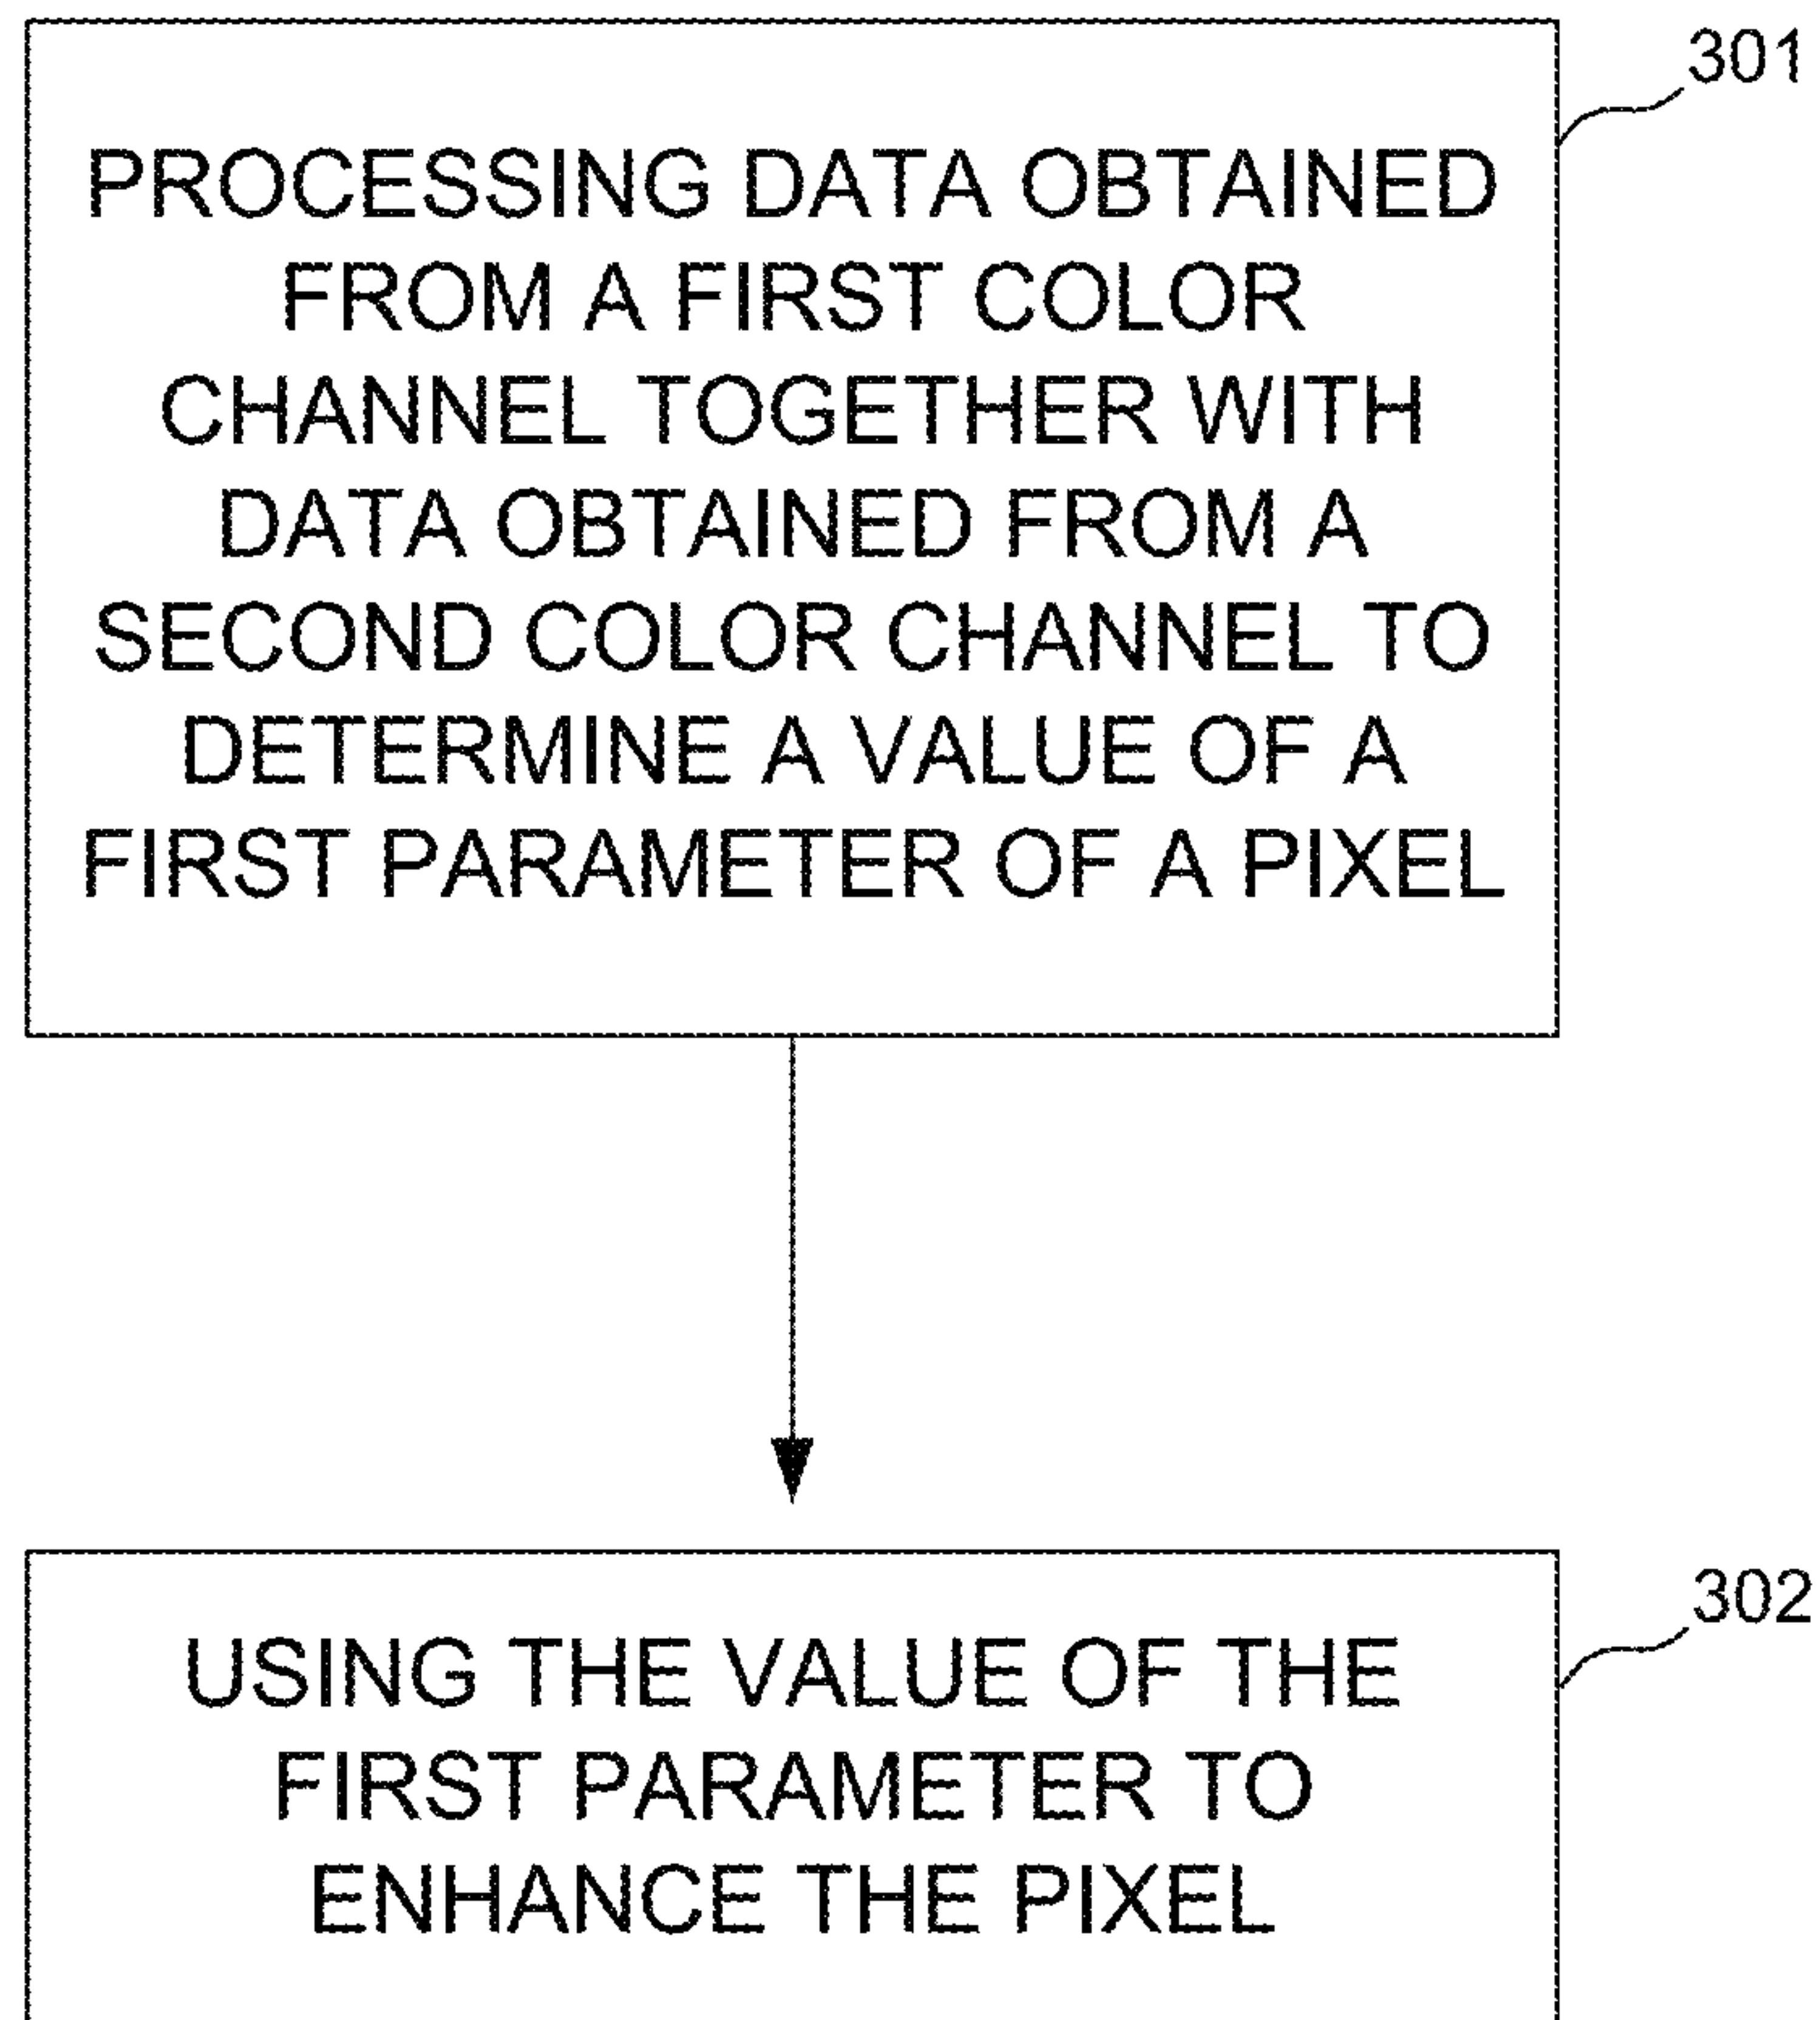 301
PROCESSING DATA OBTAINED
FROM A FIRST COLOR
CHANNEL TOGETHER WITH
DATA OBTAINED FROM A
SECOND COLOR CHANNEL TO
DETERMINE A VALUE OF A
FIRST PARAMETER OF A PIXEL
302
USING THE VALUE OF THE
FIRST PARAMETER TO
ENHANCE THE PIXEL